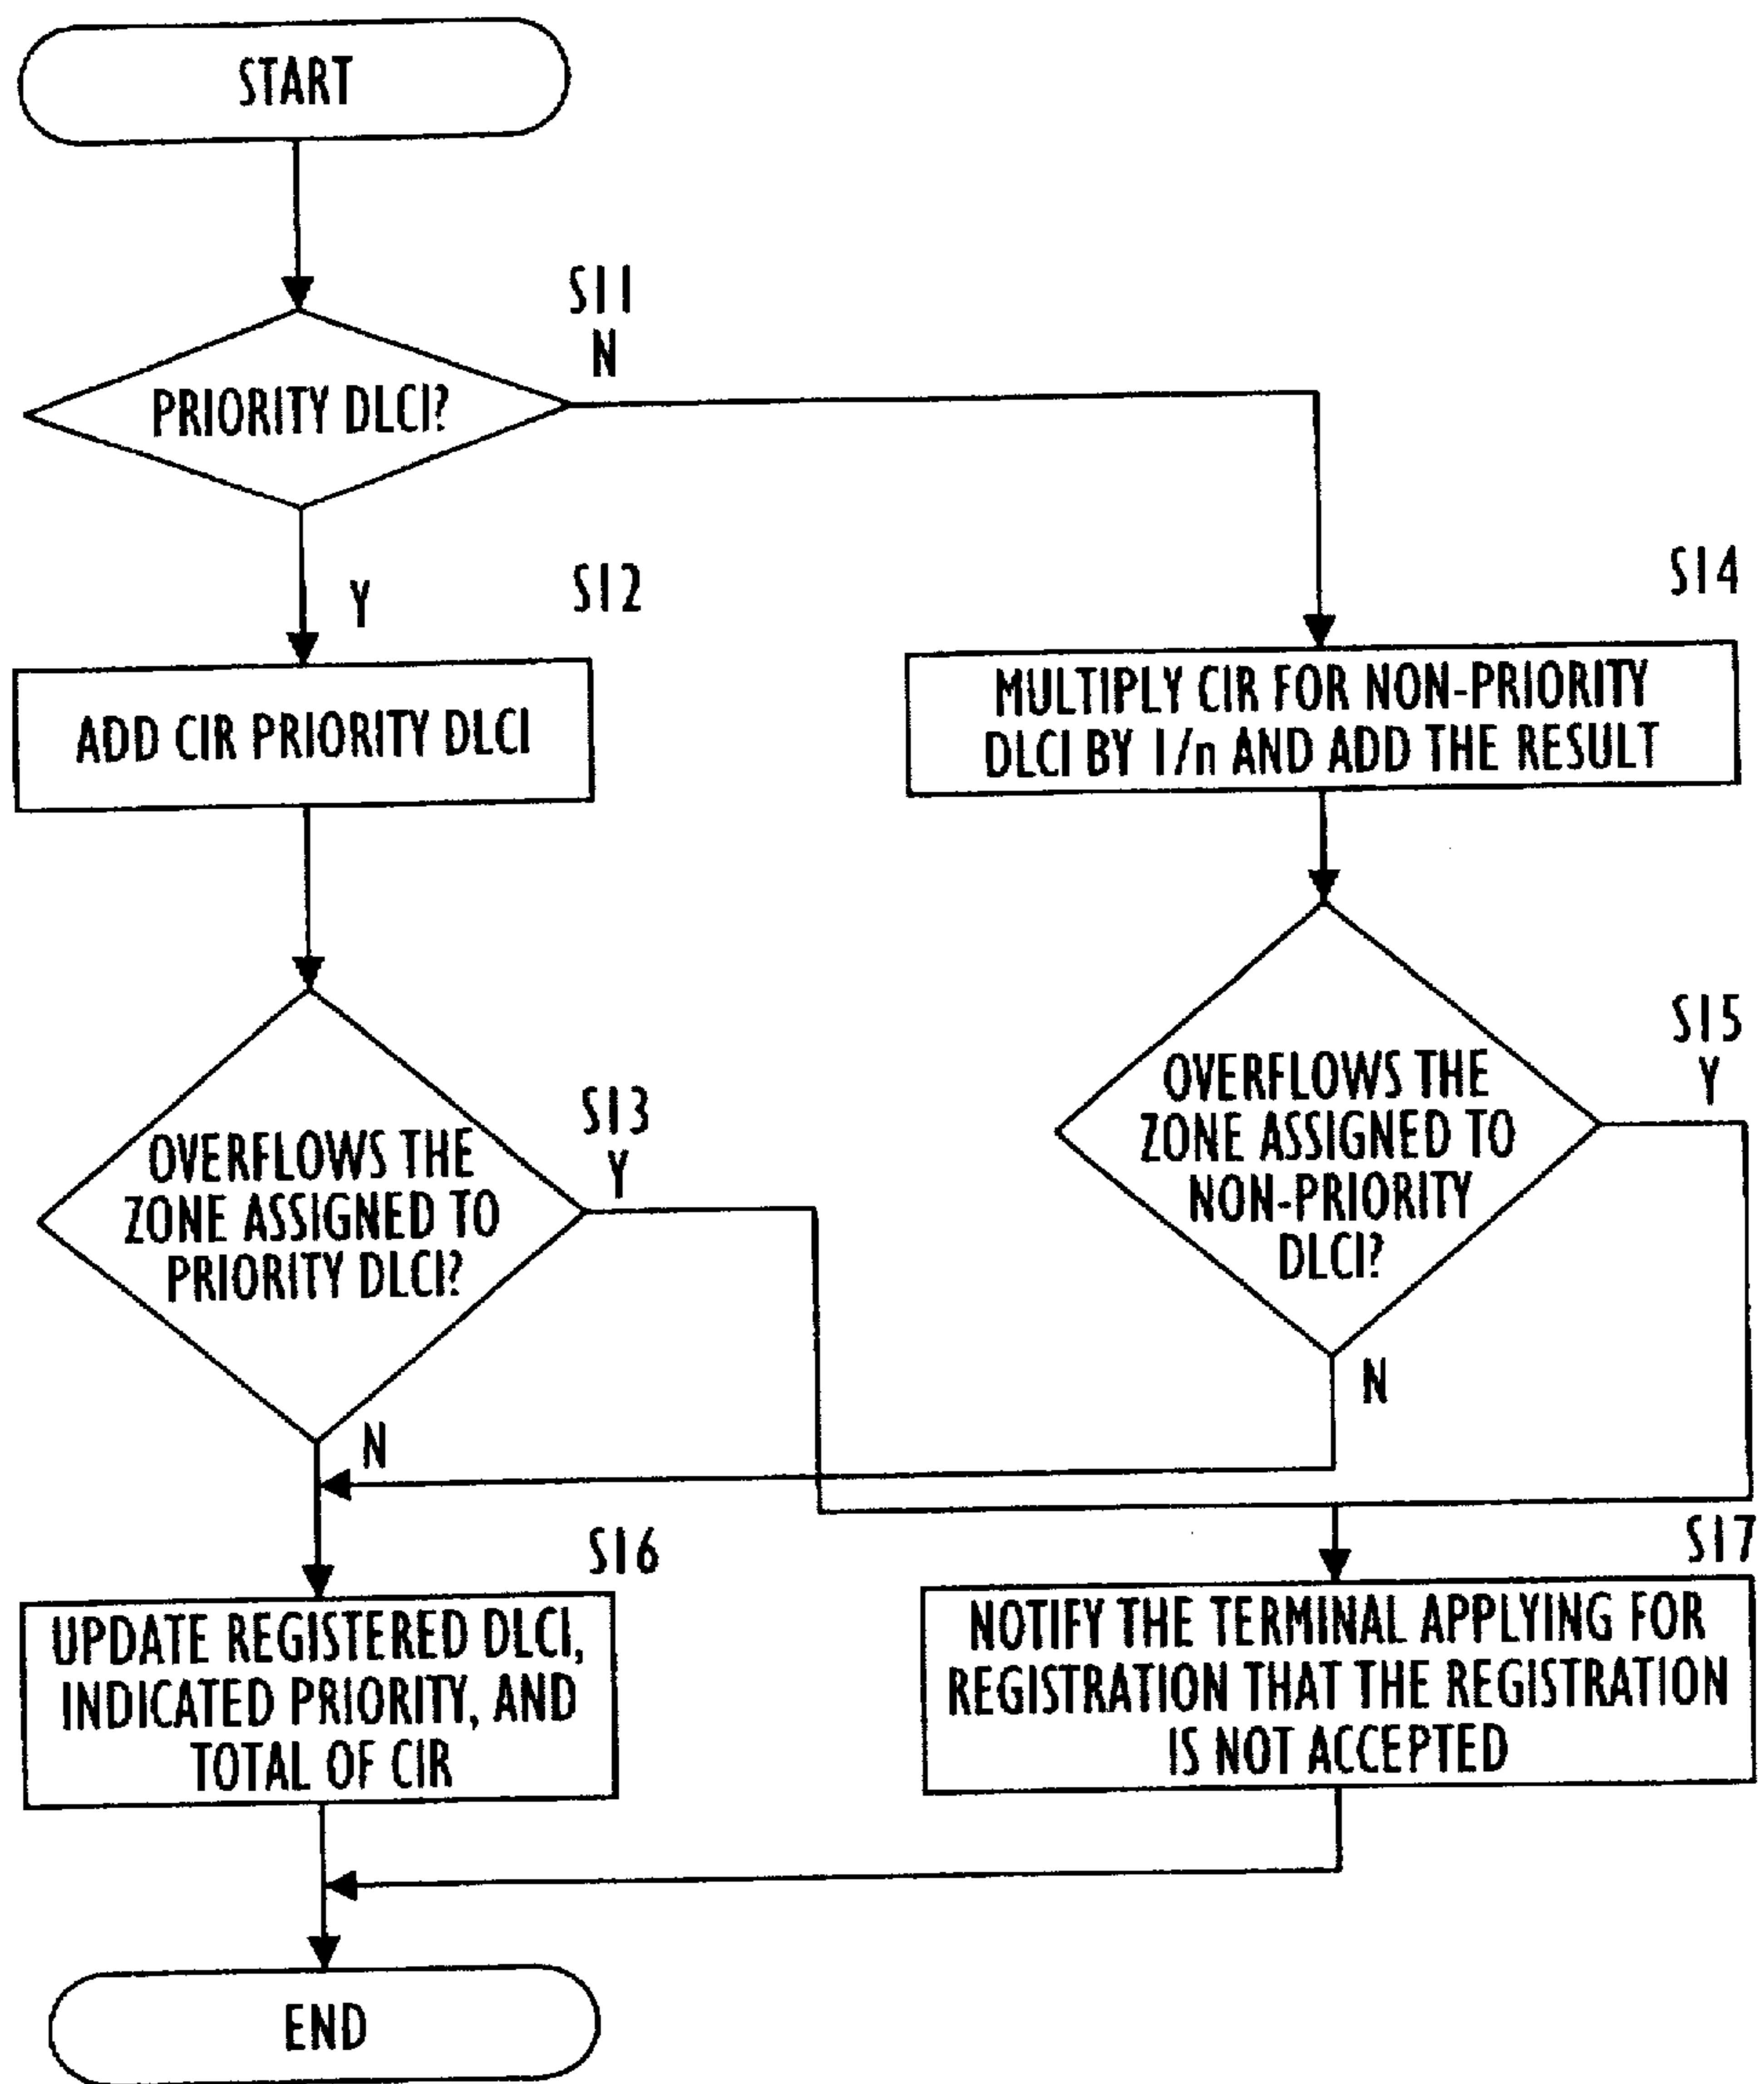 START
S11
N
PRIORITY DLCI?
Y
S12
S14
ADD CIR PRIORITY DLCI
MULTIPLY CIR FOR NON-PRIORITY
DLCI BY 1/n AND ADD THE RESULT
S13
Y
OVERFLOWS THE
ZONE ASSIGNED TO
PRIORITY DLCI?
N
S15
Y
OVERFLOWS THE
ZONE ASSIGNED TO
NON-PRIORITY
DLCI?
N
S16
UPDATE REGISTERED DLCI,
INDICATED PRIORITY, AND
TOTAL OF CIR
S17
NOTIFY THE TERMINAL APPLYING FOR
REGISTRATION THAT THE REGISTRATION
IS NOT ACCEPTED
END